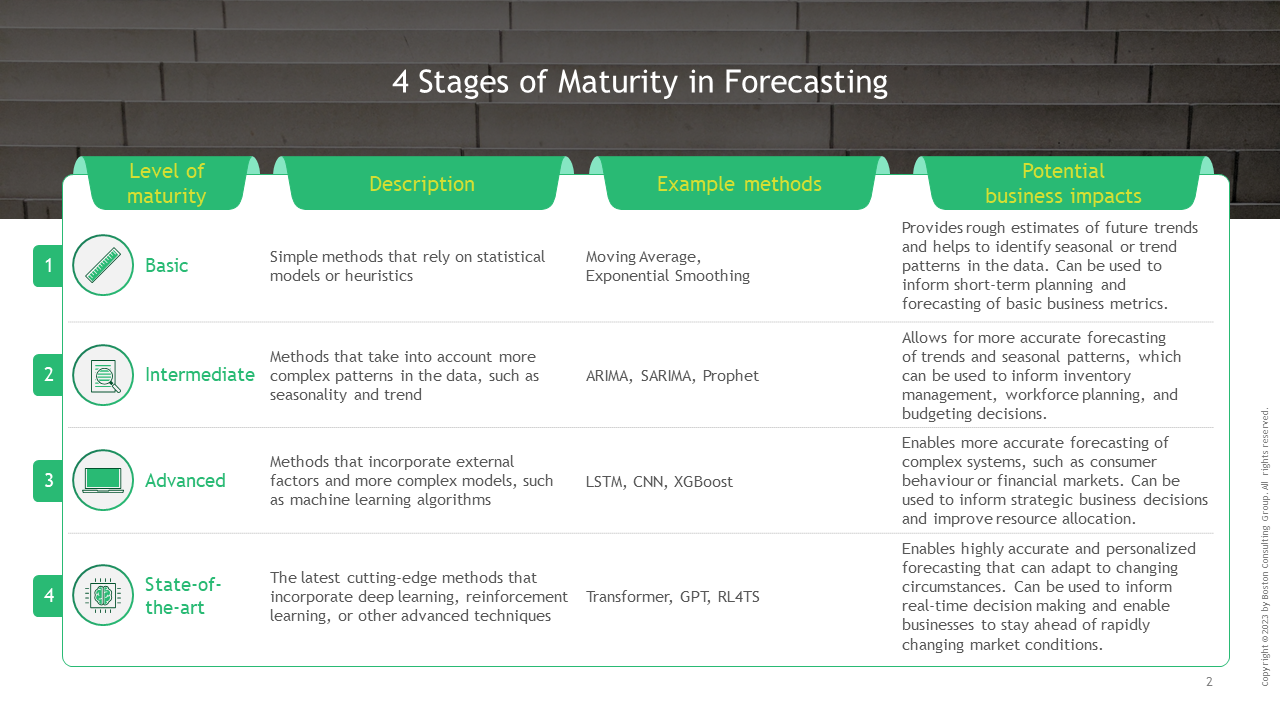 4 Stages of Maturity in Forecasting
Level of
maturity
Description
Example methods
Potential
business impacts
1
Basic
Simple methods that rely on statistical
models or heuristics
Moving Average,
Exponential Smoothing
Provides rough estimates of future trends
and helps to identify seasonal or trend
patterns in the data. Can be used to
inform short-term planning and
forecasting of basic business metrics.
2
Intermediate
Methods that take into account more
complex patterns in the data, such as
seasonality and trend
ARIMA, SARIMA, Prophet
Allows for more accurate forecasting
of trends and seasonal patterns, which
can be used to inform inventory
management, workforce planning, and
budgeting decisions.
3
Advanced
Methods that incorporate external
factors and more complex models, such
as machine learning algorithms
LSTM, CNN, XGBoost
Enables more accurate forecasting of
complex systems, such as consumer
behaviour or financial markets. Can be
used to inform strategic business decisions
and improve resource allocation.
4
State-of-
the-art
The latest cutting-edge methods that
incorporate deep learning, reinforcement
learning, or other advanced techniques
Transformer, GPT, RL4TS
Enables highly accurate and personalized
forecasting that can adapt to changing
circumstances. Can be used to inform
real-time decision making and enable
businesses to stay ahead of rapidly
changing market conditions.
2
Copyright © 2023 by Boston Consulting Group. All rights reserved.